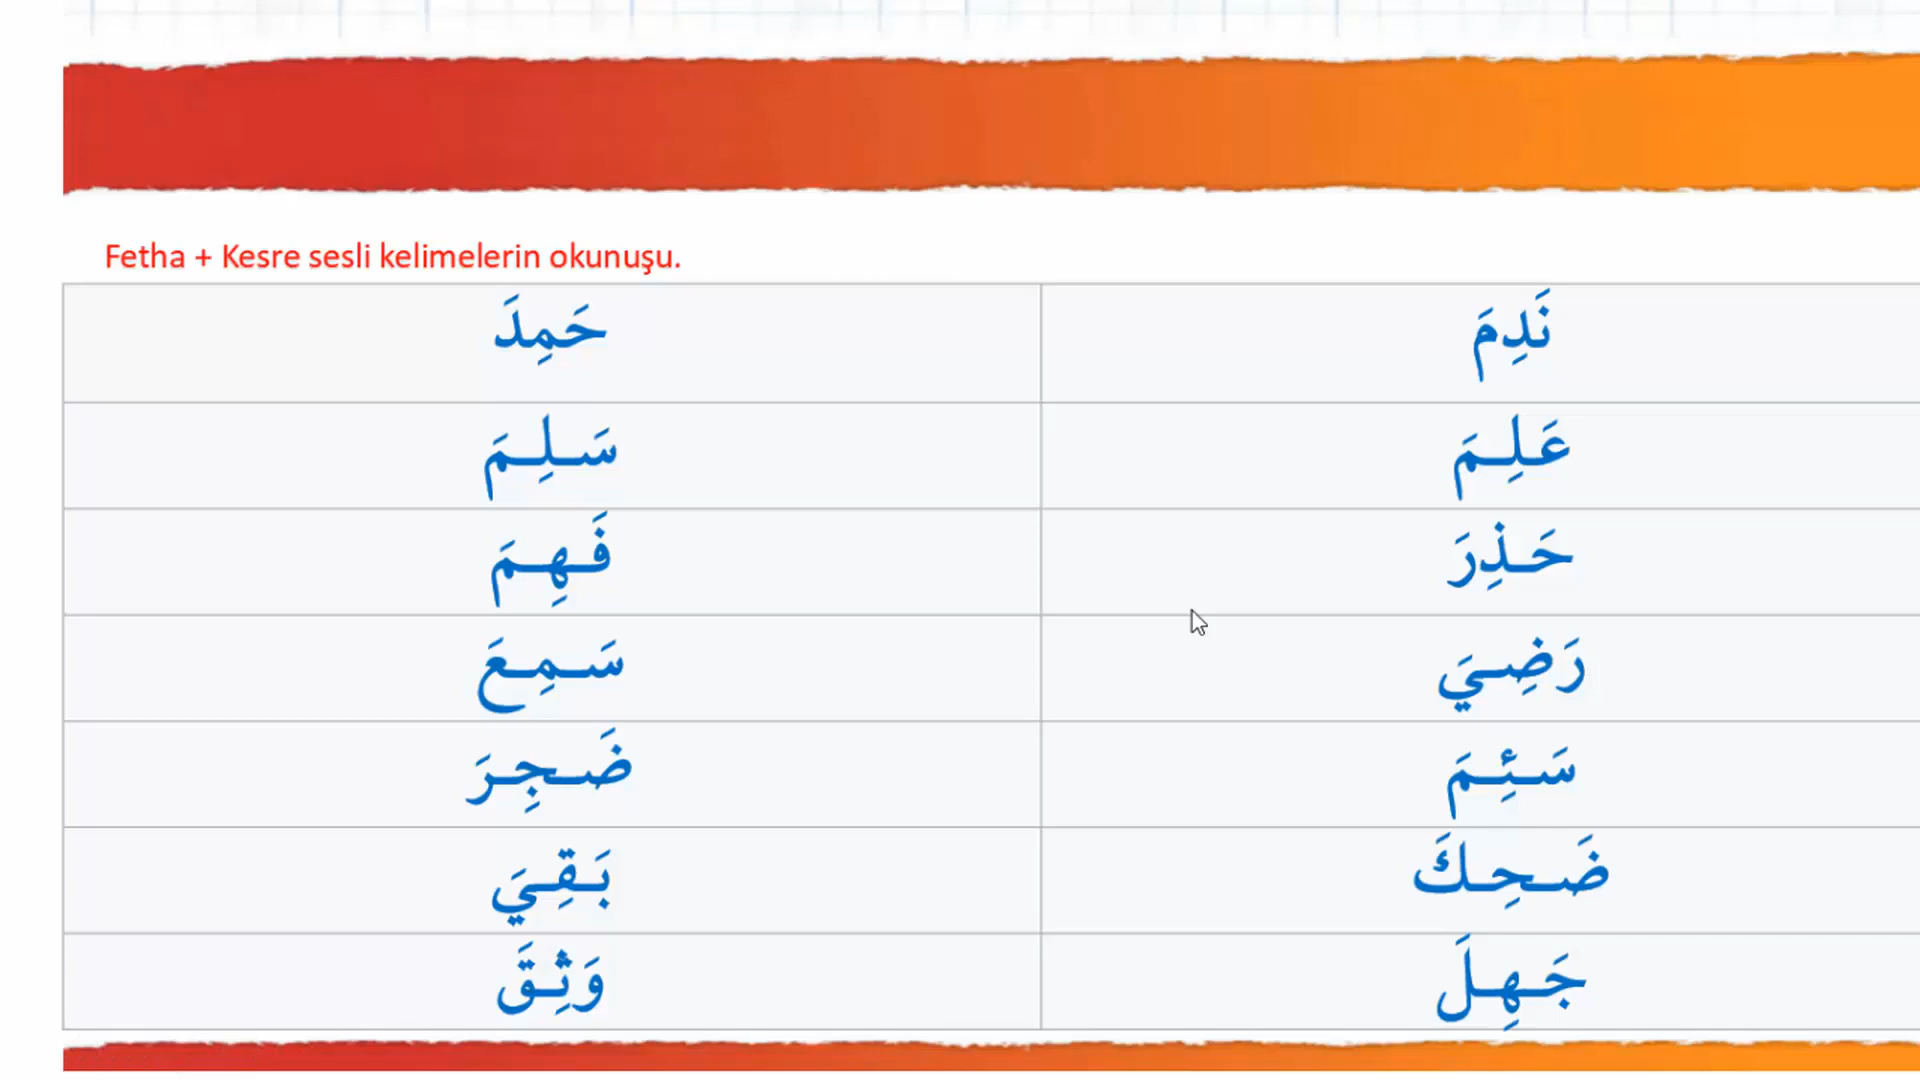 Fetha + Kesre sesli kelimelerin okunuşu.
نَدِمَ حَمِدَ
عَلِمَ سَلِمَ
حَذِرَ فَهِمَ
رَضِيَ سَمِعَ
سَئِمَ ضَجِرَ
ضَحِكَ بَقِيَ
جَهِلَ وَثِقَ